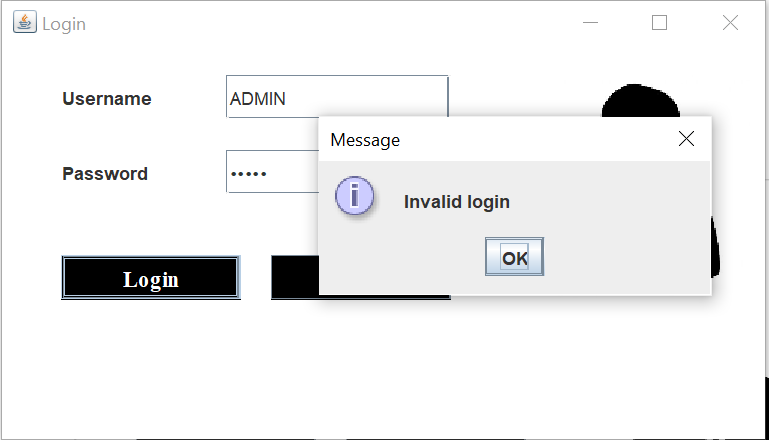 Login
Username
ADMIN
Message
Password
•••••
Invalid login
OK
Login